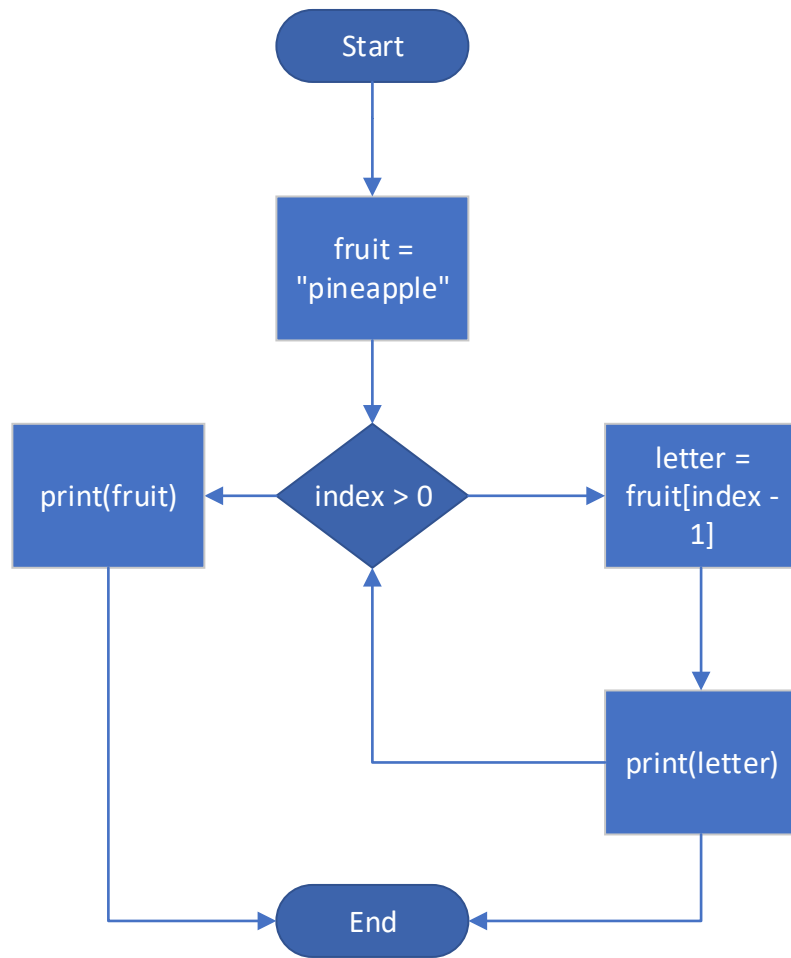 Start
fruit =
"pineapple"
print(fruit)
index > 0
letter =
fruit[index -
1]
print(letter)
End